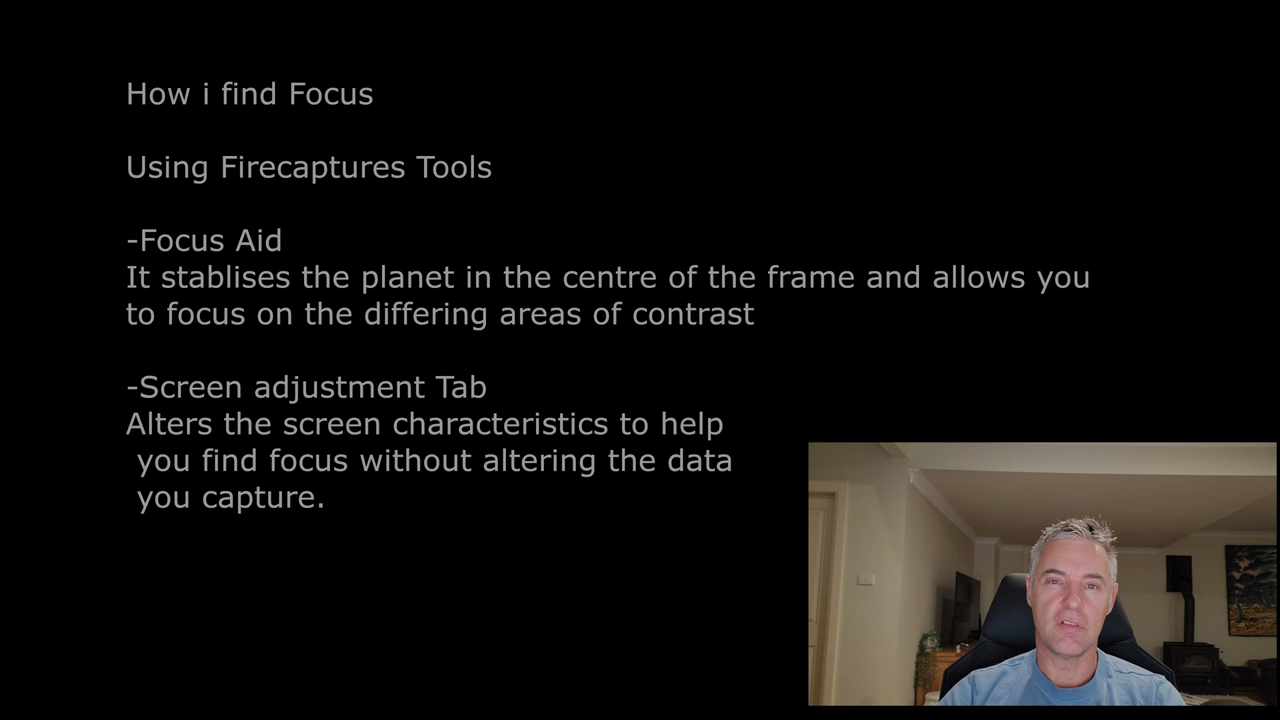 How i find Focus
Using Firecaptures Tools
-Focus Aid
It stablises the planet in the centre of the frame and allows you
to focus on the differing areas of contrast
-Screen adjustment Tab
Alters the screen characteristics to help
you find focus without altering the data
you capture.